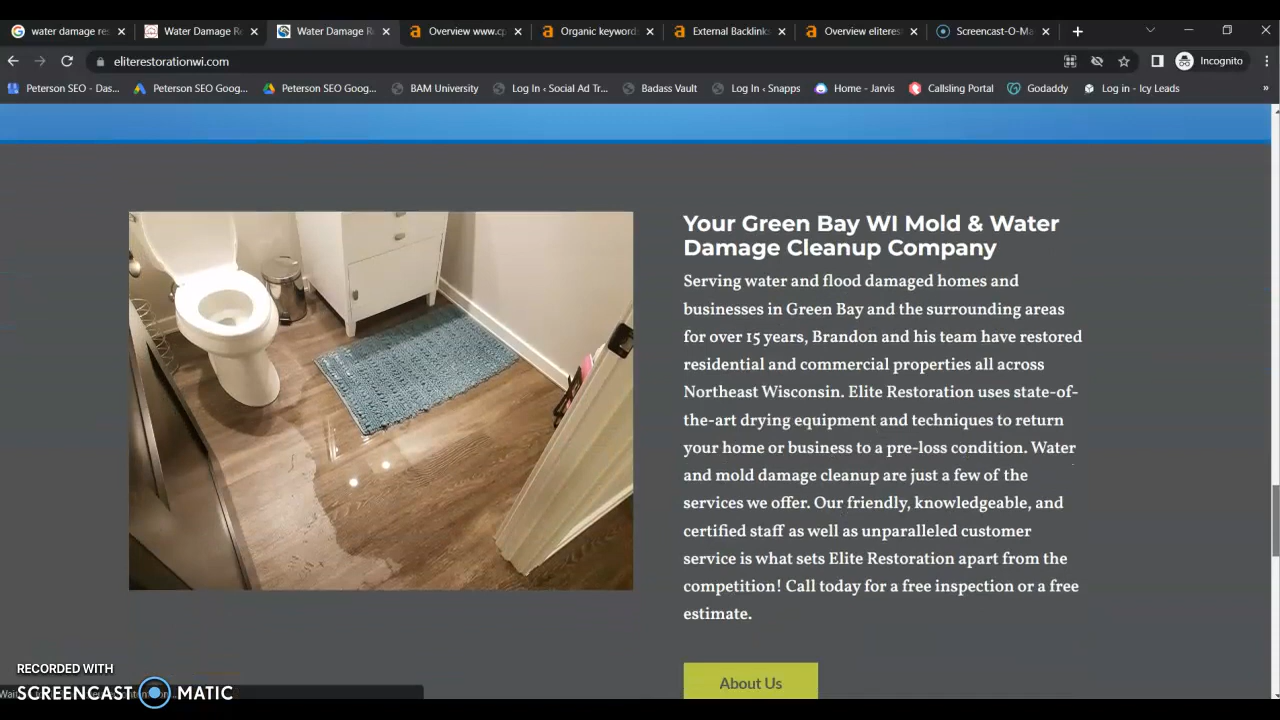 water damage res
Water Damage R
Water Damage R
Overview www.cp
Organic keyword
External Backlink
Overview eliteres
Screencast-O-Ma
eliterestorationwi.com
Incognito
Peterson SEO - Das...
Peterson SEO Goog...
Peterson SEO Goog...
BAM University
Log In ‹ Social Ad Tr...
Badass Vault
Log In ‹ Snapps
Home - Jarvis
Callsling Portal
Godaddy
Log in - Icy Leads
»
Your Green Bay WI Mold & Water
Damage Cleanup Company
Serving water and flood damaged homes and
businesses in Green Bay and the surrounding areas
for over 15 years, Brandon and his team have restored
residential and commercial properties all across
Northeast Wisconsin. Elite Restoration uses state-of-
the-art drying equipment and techniques to return
your home or business to a pre-loss condition. Water
and mold damage cleanup are just a few of the
services we offer. Our friendly, knowledgeable, and
certified staff as well as unparalleled customer
service is what sets Elite Restoration apart from the
competition! Call today for a free inspection or a free
estimate.
About Us
RECORDED WITH
SCREENCAST MATIC